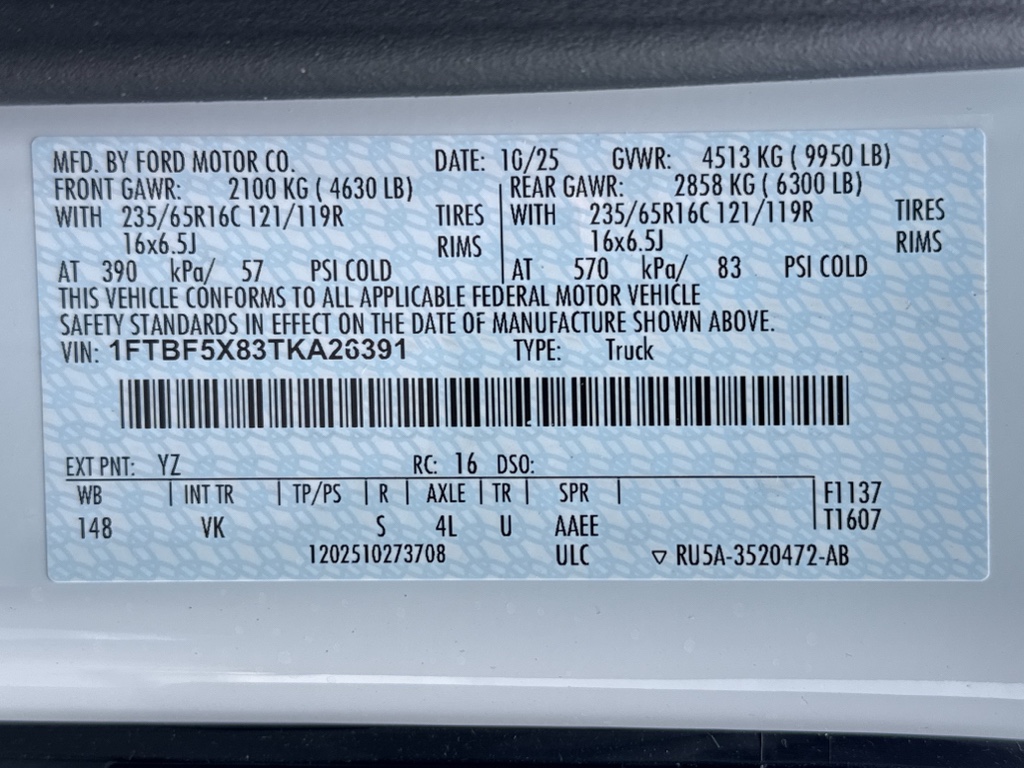 MFD. BY FORD MOTOR CO. DATE: 10/25 GVWR: 4513 KG ( 9950 LB)
FRONT GAWR: 2100 KG ( 4630 LB) REAR GAWR: 2858 KG ( 6300 LB)
WITH 235/65R16C 121/119R TIRES WITH 235/65R16C 121/119R TIRES
16x6.5J RIMS 16x6.5J RIMS
AT 390 kPa/ 57 PSI COLD AT 570 kPa/ 83 PSI COLD
THIS VEHICLE CONFORMS TO ALL APPLICABLE FEDERAL MOTOR VEHICLE
SAFETY STANDARDS IN EFFECT ON THE DATE OF MANUFACTURE SHOWN ABOVE.
VIN: 1FTBF5X83TKA26391 TYPE: Truck
EXT PNT: YZ RC: 16 DSO:
WB INT TR TP/PS R AXLE TR SPR F1137
148 VK S 4L U AAEE T1607
1202510273708 ULC ▽ RU5A-3520472-AB